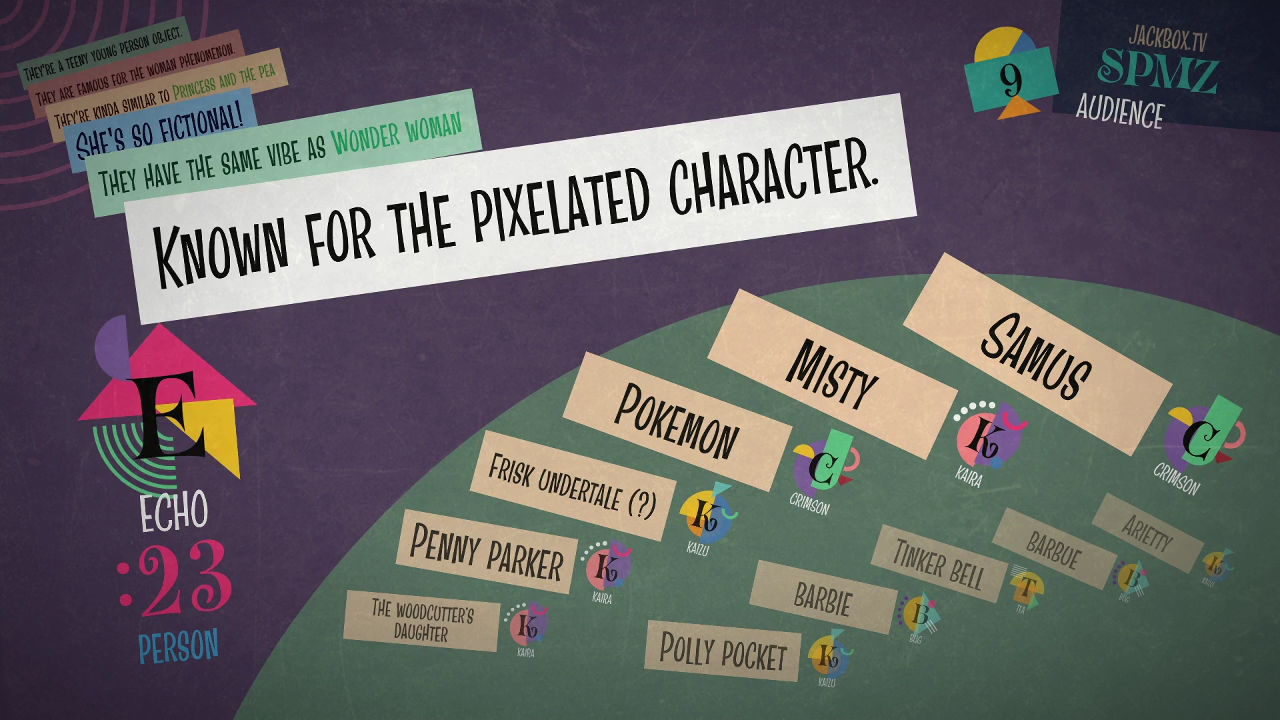 They're a teeny young person object.
They are famous for the woman phenomenon.
They're kinda similar to Princess and the pea
She's so fictional!
They have the same vibe as Wonder woman
Known for the pixelated character.
9
JACKBOX.TV
SPMZ
AUDIENCE
E
ECHO
:23
PERSON
Samus
C
CRIMSON
Misty
K
KAIRA
Pokemon
C
CRIMSON
Frisk Undertale (?)
K
KAIZU
Penny Parker
K
KAIRA
The Woodcutter's
Daughter
K
KAIRA
Arietty
K
Barbue
B
Tinker Bell
T
TEA
Barbie
B
Polly Pocket
K
KAIZU